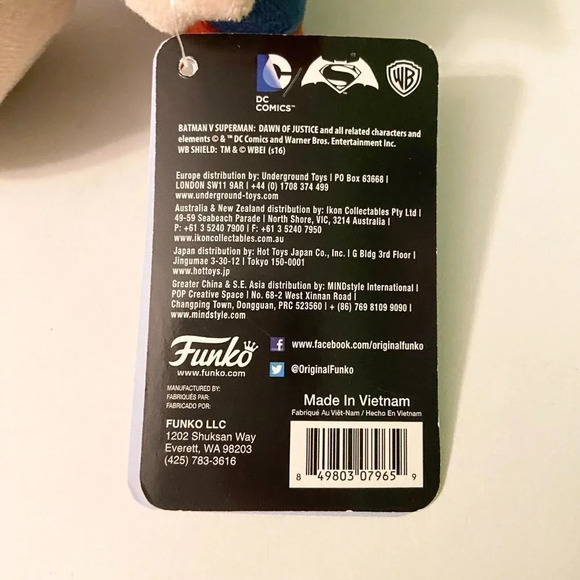 DC
COMICS™
WB
BATMAN V SUPERMAN: DAWN OF JUSTICE and all related characters and
elements © & ™ DC Comics and Warner Bros. Entertainment Inc.
WB SHIELD: TM & © WBEI (s16)
Europe distribution by: Underground Toys | PO Box 63668 |
LONDON SW11 9AR | +44 (0) 1708 374 499
www.underground-toys.com
Australia & New Zealand distribution by: Ikon Collectables Pty Ltd |
49-59 Seabeach Parade | North Shore, VIC, 3214 Australia |
P: +61 3 5240 7900 | F: +61 3 5240 7950
www.ikoncollectables.com.au
Japan distribution by: Hot Toys Japan Co., Inc. | G Bldg 3rd Floor |
Jingumae 3-30-12 | Tokyo 150-0001
www.hottoys.jp
Greater China & S.E. Asia distribution by: MINDstyle International |
POP Creative Space | No. 68-2 West Xinnan Road |
Changping Town, Dongguan, PRC 523560 | + (86) 769 8109 9090 |
www.mindstyle.com
Funko
www.funko.com
f www.facebook.com/originalfunko
@OriginalFunko
MANUFACTURED BY:
FABRIQUÉS PAR:
FABRICADO POR:
FUNKO LLC
1202 Shuksan Way
Everett, WA 98203
(425) 783-3616
Made In Vietnam
Fabriqué Au Viêt-Nam / Hecho En Vietnam
8 49803 07965 9